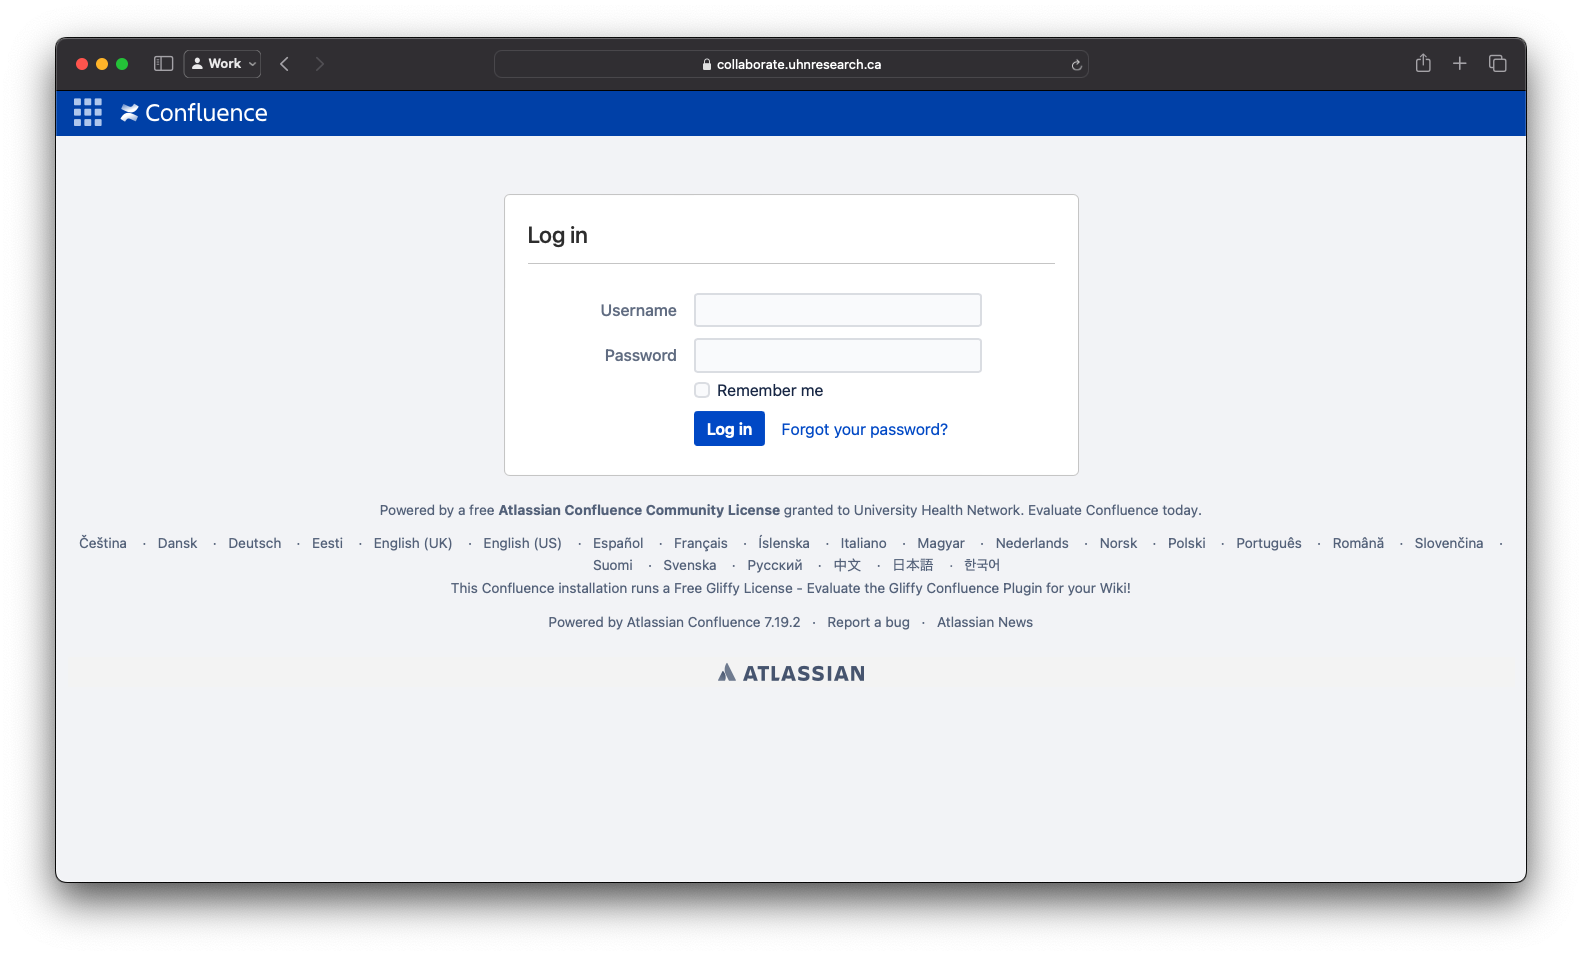 Work
collaborate.uhnresearch.ca
Confluence
Log in
Username
Password
Remember me
Log in Forgot your password?
Powered by a free Atlassian Confluence Community License granted to University Health Network. Evaluate Confluence today.
Čeština · Dansk · Deutsch · Eesti · English (UK) · English (US) · Español · Français · Íslenska · Italiano · Magyar · Nederlands · Norsk · Polski · Português · Română · Slovenčina ·
Suomi · Svenska · Русский · 中文 · 日本語 · 한국어
This Confluence installation runs a Free Gliffy License - Evaluate the Gliffy Confluence Plugin for your Wiki!
Powered by Atlassian Confluence 7.19.2 · Report a bug · Atlassian News
ATLASSIAN